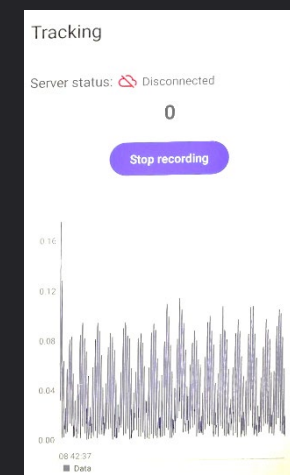 Tracking
Server status: Disconnected
0
Stop recording
0.16
0.12
0.08
0.04
0.00
08:42:37
Data